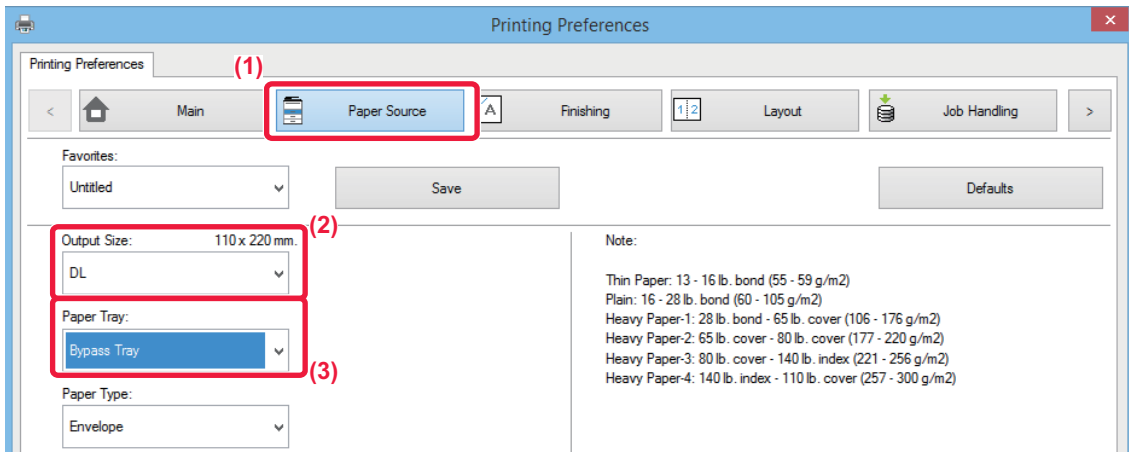 Printing Preferences
Printing Preferences
(1)
< Main Paper Source A Finishing 1 2 Layout Job Handling >
Favorites:
Untitled Save Defaults
(2)
Output Size: 110 x 220 mm.
DL
Paper Tray:
Bypass Tray
(3)
Paper Type:
Envelope
Note:
Thin Paper: 13 - 16 lb. bond (55 - 59 g/m2)
Plain: 16 - 28 lb. bond (60 - 105 g/m2)
Heavy Paper-1: 28 lb. bond - 65 lb. cover (106 - 176 g/m2)
Heavy Paper-2: 65 lb. cover - 80 lb. cover (177 - 220 g/m2)
Heavy Paper-3: 80 lb. cover - 140 lb. index (221 - 256 g/m2)
Heavy Paper-4: 140 lb. index - 110 lb. cover (257 - 300 g/m2)